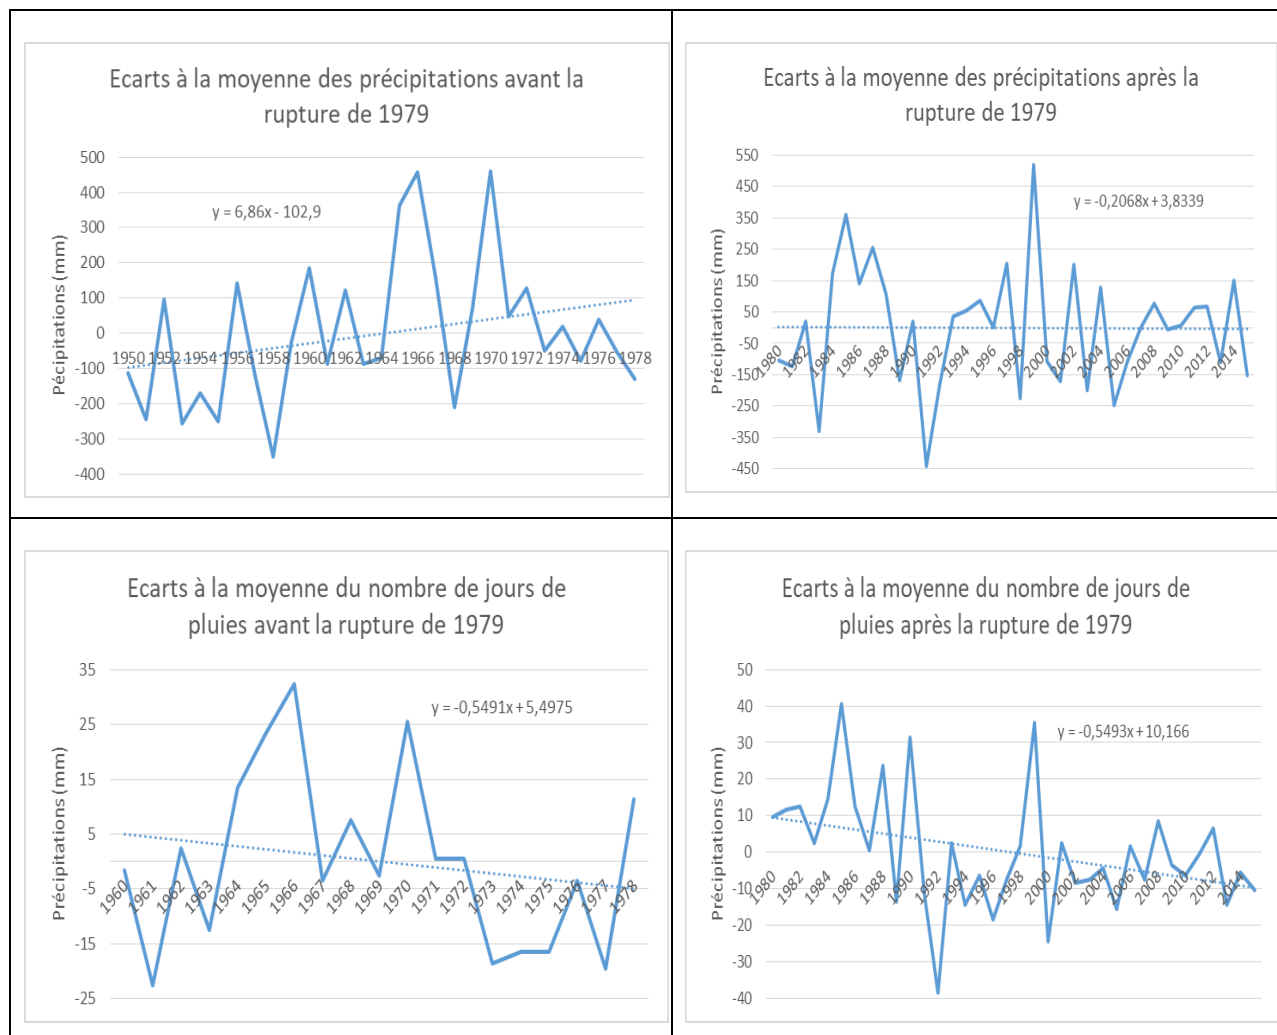 Ecarts à la moyenne des précipitations avant la
rupture de 1979
Pécipitations (mm)
500
400
300
200
100
0
-100
-200
-300
-400
y = 6,86x - 102,9
1950 1952 1954 1956 1958 1960 1962 1964 1966 1968 1970 1972 1974 1976 1978
Ecarts à la moyenne des précipitations après la
rupture de 1979
Précipitations (mm)
550
450
350
250
150
50
-50
-150
-250
-350
-450
y = -0,2068x + 3,8339
1980 1982 1984 1986 1988 1990 1992 1994 1996 1998 2000 2002 2004 2006 2008 2010 2012 2014
Ecarts à la moyenne du nombre de jours de
pluies avant la rupture de 1979
Précipitations (mm)
35
25
15
5
-5
-15
-25
y = -0,5491x + 5,4975
1960 1961 1962 1963 1964 1965 1966 1967 1968 1969 1970 1971 1972 1973 1974 1975 1976 1977 1978
Ecarts à la moyenne du nombre de jours de
pluies après la rupture de 1979
Précipitations (mm)
50
40
30
20
10
0
-10
-20
-30
-40
y = -0,5493x + 10,166
1980 1982 1984 1986 1988 1990 1992 1994 1996 1998 2000 2002 2004 2006 2008 2010 2012 2014